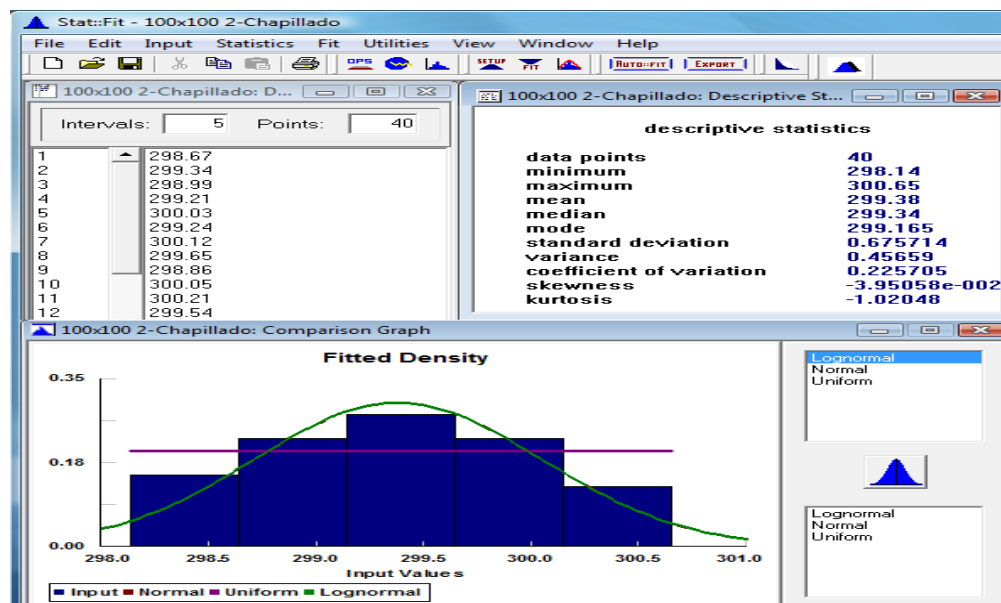 Stat::Fit - 100x100 2-Chapillado
File Edit Input Statistics Fit Utilities View Window Help
OPS SETUP FIT AUTO::FIT EXPORT
100x100 2-Chapillado: D...
Intervals: 5 Points: 40
1 298.67
2 299.34
3 298.99
4 299.21
5 300.03
6 299.24
7 300.12
8 299.65
9 298.86
10 300.05
11 300.21
12 299.54
100x100 2-Chapillado: Descriptive St...
descriptive statistics
data points 40
minimum 298.14
maximum 300.65
mean 299.38
median 299.34
mode 299.165
standard deviation 0.675714
variance 0.45659
coefficient of variation 0.225705
skewness -3.95058e-002
kurtosis -1.02048
100x100 2-Chapillado: Comparison Graph
Fitted Density
0.35
0.18
0.00
298.0 298.5 299.0 299.5 300.0 300.5 301.0
Input Values
Input Normal Uniform Lognormal
Lognormal
Normal
Uniform
Lognormal
Normal
Uniform